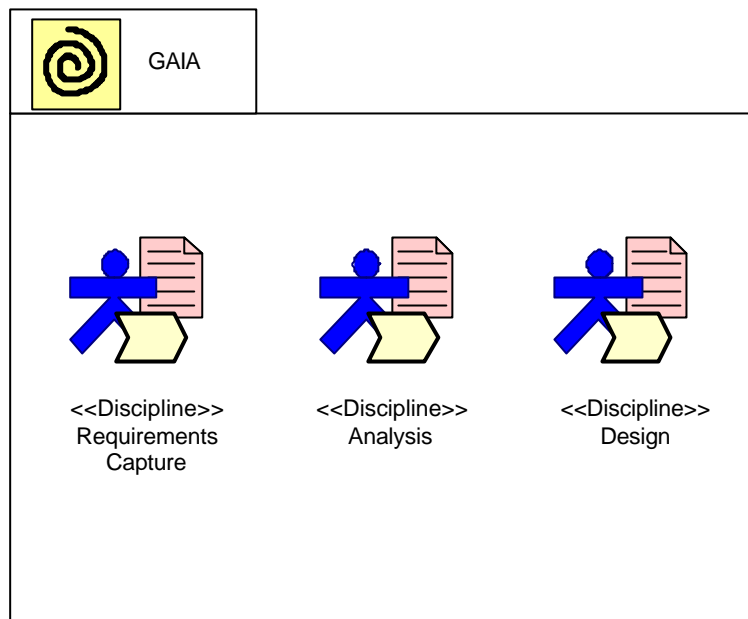 GAIA
<<Discipline>>
Requirements
Capture
<<Discipline>>
Analysis
<<Discipline>>
Design